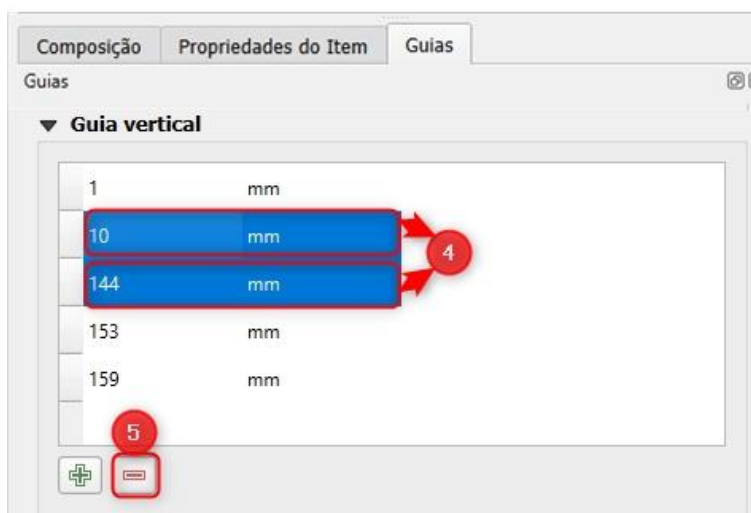 Composição Propriedades do Item Guias
Guias
Guia vertical
1 mm
10 mm
4
144 mm
153 mm
159 mm
5